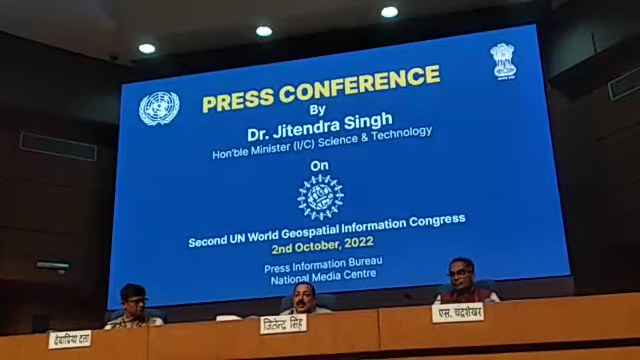 PRESS CONFERENCE
By
Dr. Jitendra Singh
Hon'ble Minister (I/C) Science & Technology
On
Second UN World Geospatial Information Congress
2nd October, 2022
Press Information Bureau
National Media Centre
देबाप्रिया दत्ता
जितेन्द्र सिंह
एस. चंद्रशेखर